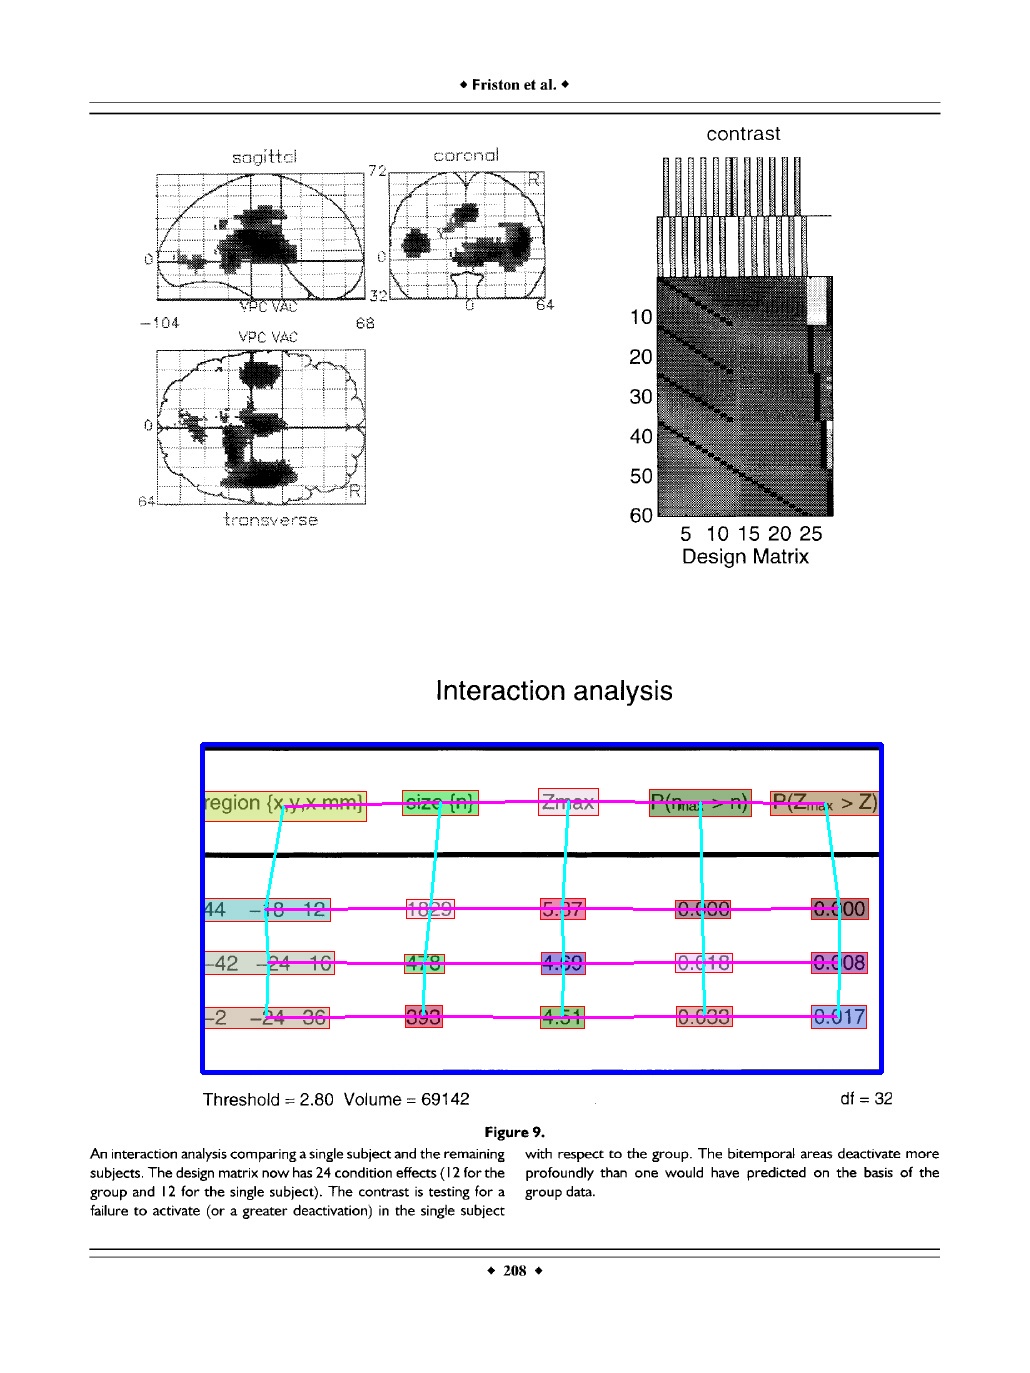 ◆ Friston et al. ◆
sagittal
coronal
72
R
0
0
32
VPC VAC
0
64
−104
68
VPC VAC
0
R
64
transverse
contrast
10
20
30
40
50
60
5 10 15 20 25
Design Matrix
Interaction analysis
region {x,y,x mm} size {n} Zmax P(nmax > n) P(Zmax > Z)
44 −18 12 1829 5.37 0.000 0.000
−42 −24 16 478 4.69 0.018 0.008
−2 −24 36 393 4.51 0.033 0.017
Threshold = 2.80 Volume = 69142 df = 32
Figure 9.
An interaction analysis comparing a single subject and the remaining
subjects. The design matrix now has 24 condition effects (12 for the
group and 12 for the single subject). The contrast is testing for a
failure to activate (or a greater deactivation) in the single subject
with respect to the group. The bitemporal areas deactivate more
profoundly than one would have predicted on the basis of the
group data.
◆ 208 ◆